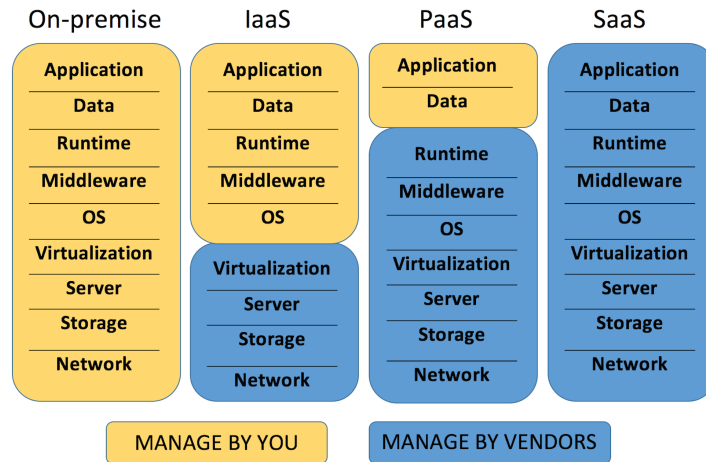 On-premise
IaaS
PaaS
SaaS
Application
Data
Runtime
Middleware
OS
Virtualization
Server
Storage
Network
Application
Data
Runtime
Middleware
OS
Virtualization
Server
Storage
Network
Application
Data
Runtime
Middleware
OS
Virtualization
Server
Storage
Network
Application
Data
Runtime
Middleware
OS
Virtualization
Server
Storage
Network
MANAGE BY YOU
MANAGE BY VENDORS